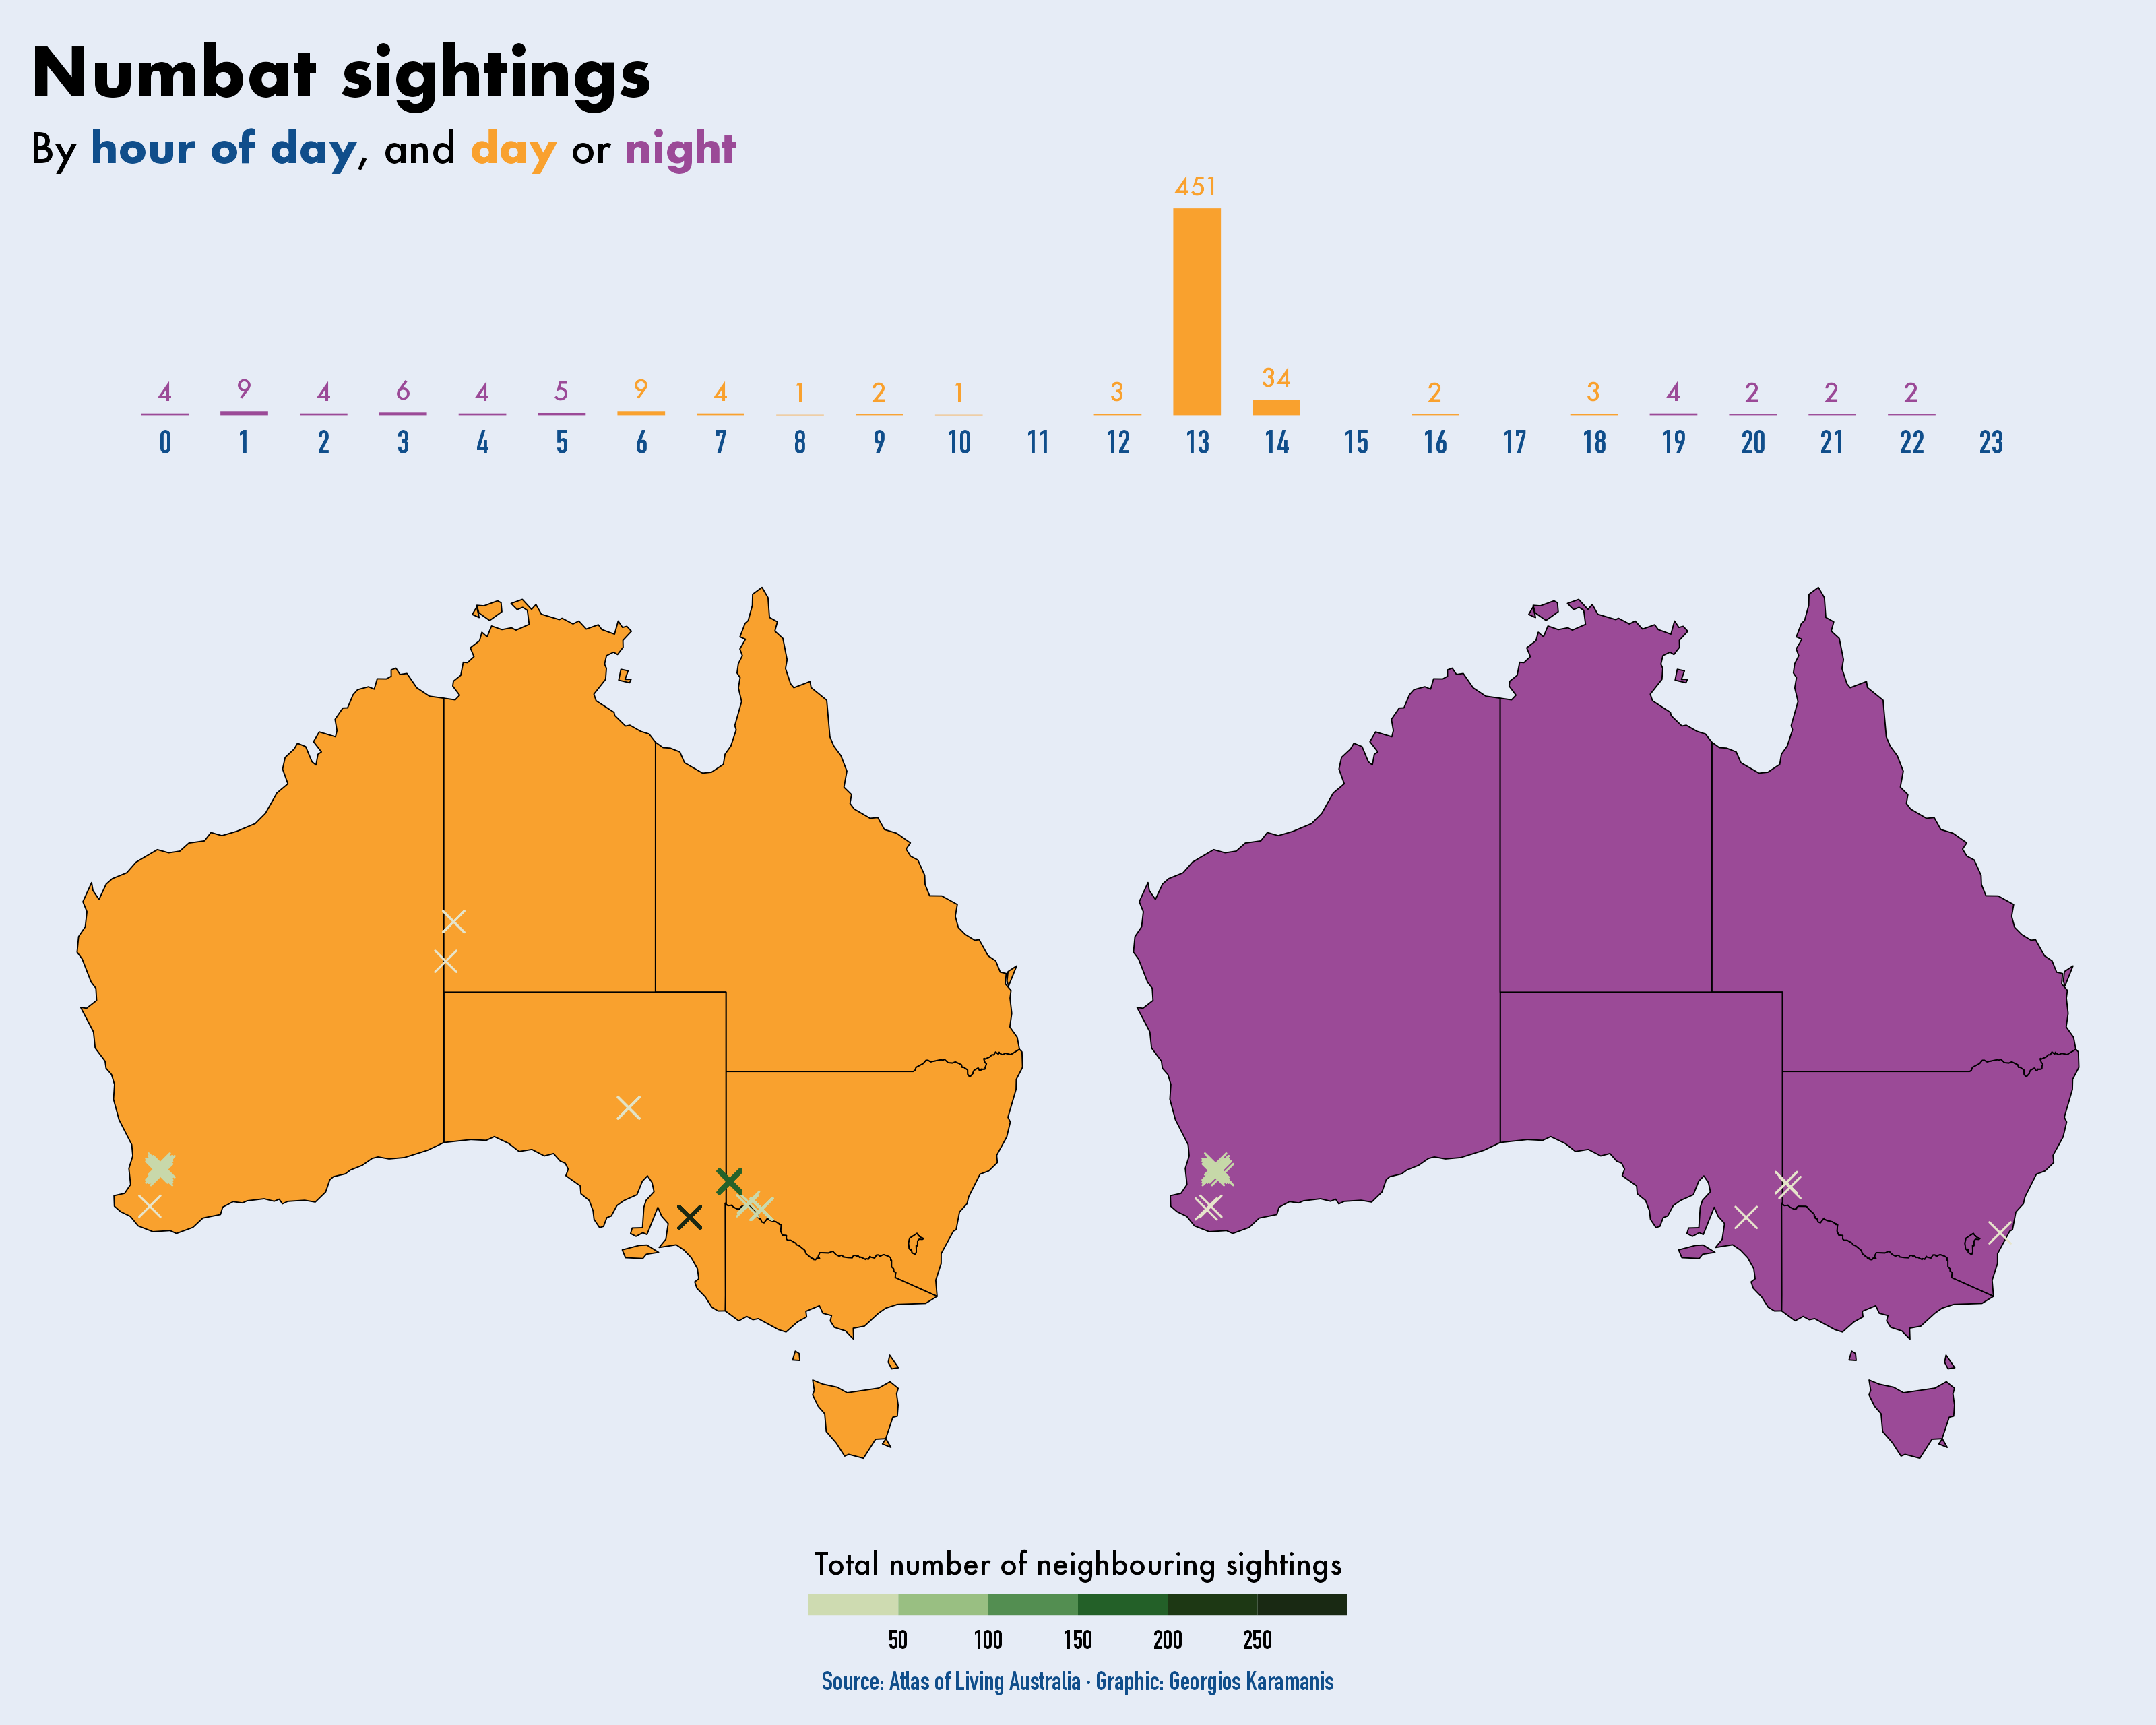 Numbat sightings
By hour of day, and day or night
451
4 9 4 6 4 5 9 4 1 2 1 3 34 2 3 4 2 2 2
0 1 2 3 4 5 6 7 8 9 10 11 12 13 14 15 16 17 18 19 20 21 22 23
Total number of neighbouring sightings
50 100 150 200 250
Source: Atlas of Living Australia · Graphic: Georgios Karamanis